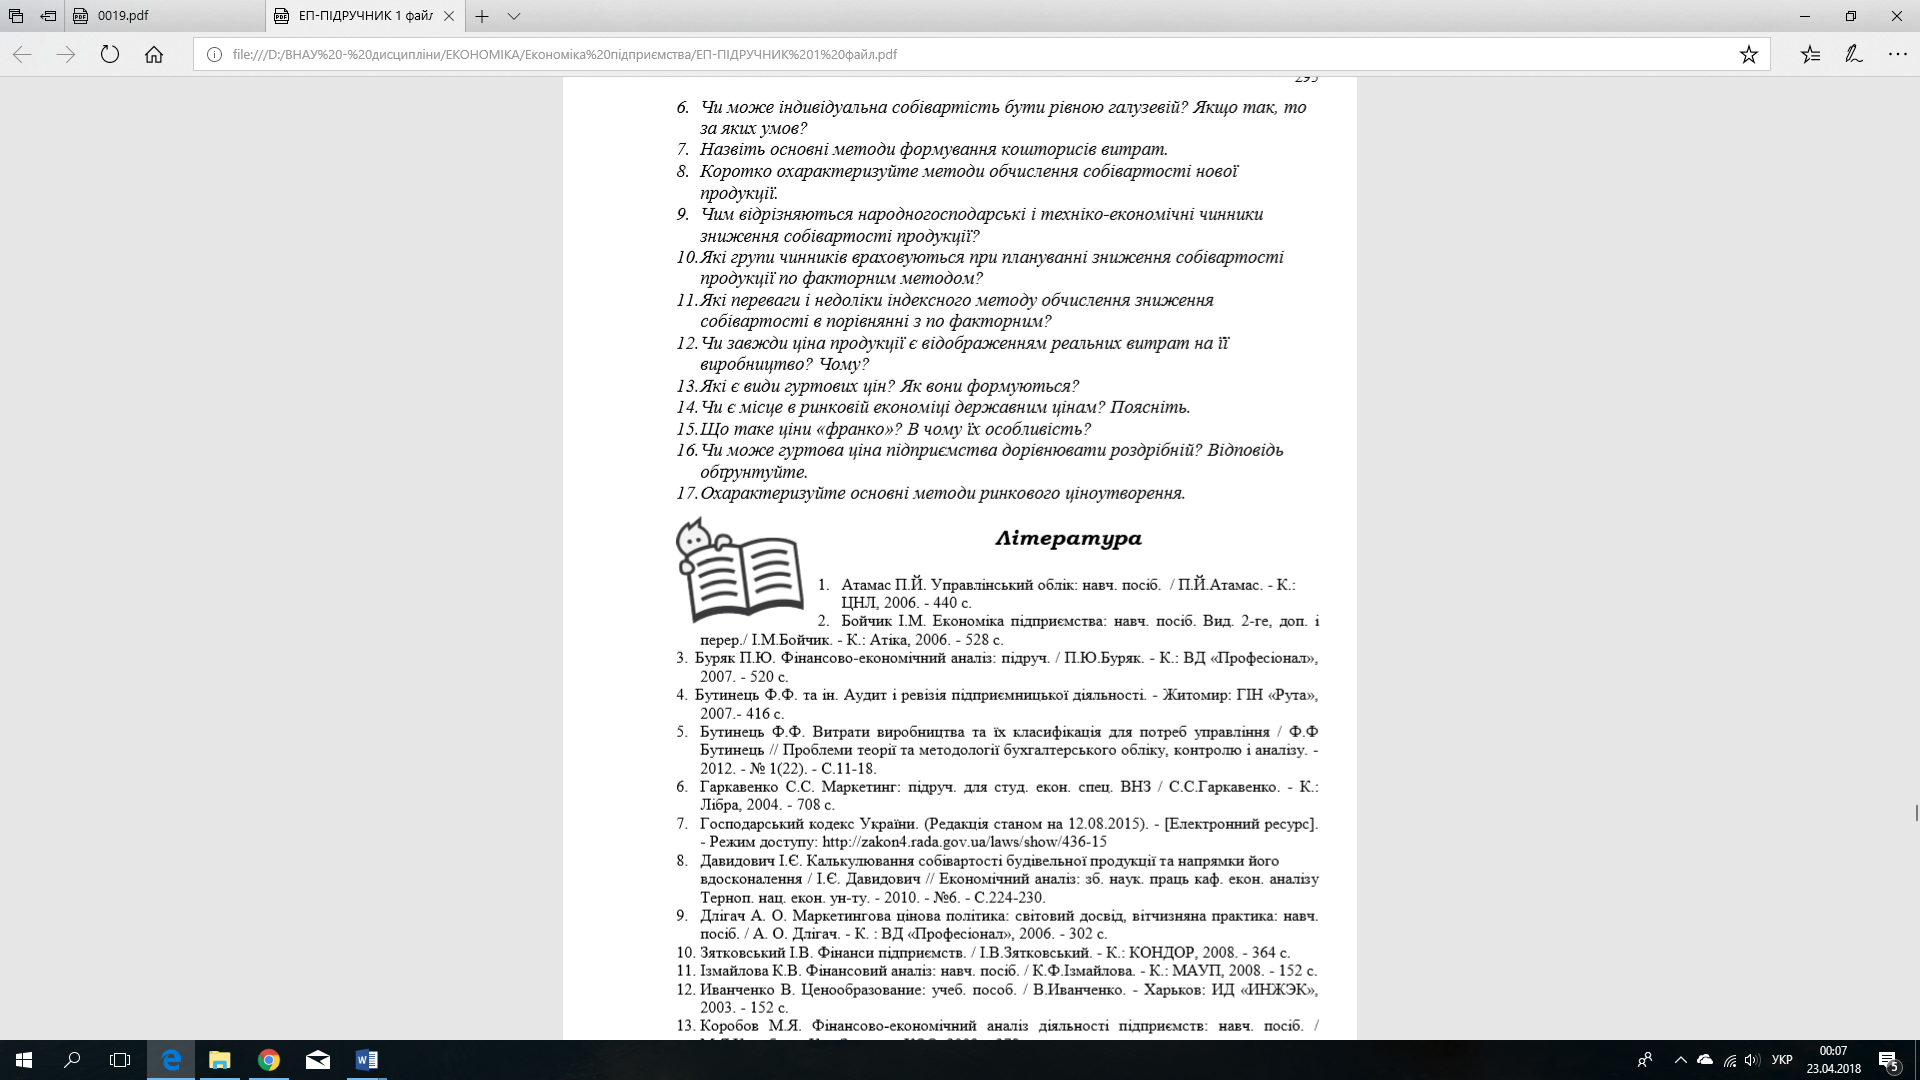 0019.pdf
ЕП-ПІДРУЧНИК 1 файл
file:///D:/ВНАУ%20-%20дисципліни/ЕКОНОМІКА/Економіка%20підприємства/ЕП-ПІДРУЧНИК%201%20файл.pdf
295
6. Чи може індивідуальна собівартість бути рівною галузевій? Якщо так, то
за яких умов?
7. Назвіть основні методи формування кошторисів витрат.
8. Коротко охарактеризуйте методи обчислення собівартості нової
продукції.
9. Чим відрізняються народногосподарські і техніко-економічні чинники
зниження собівартості продукції?
10.Які групи чинників враховуються при плануванні зниження собівартості
продукції по факторним методом?
11.Які переваги і недоліки індексного методу обчислення зниження
собівартості в порівнянні з по факторним?
12.Чи завжди ціна продукції є відображенням реальних витрат на її
виробництво? Чому?
13.Які є види гуртових цін? Як вони формуються?
14.Чи є місце в ринковій економіці державним цінам? Поясніть.
15.Що таке ціни «франко»? В чому їх особливість?
16.Чи може гуртова ціна підприємства дорівнювати роздрібній? Відповідь
обґрунтуйте.
17.Охарактеризуйте основні методи ринкового ціноутворення.
Література
1. Атамас П.Й. Управлінський облік: навч. посіб. / П.Й.Атамас. - К.:
ЦНЛ, 2006. - 440 с.
2. Бойчик І.М. Економіка підприємства: навч. посіб. Вид. 2-ге, доп. і
перер./ І.М.Бойчик. - К.: Атіка, 2006. - 528 с.
3. Буряк П.Ю. Фінансово-економічний аналіз: підруч. / П.Ю.Буряк. - К.: ВД «Професіонал»,
2007. - 520 с.
4. Бутинець Ф.Ф. та ін. Аудит і ревізія підприємницької діяльності. - Житомир: ГІН «Рута»,
2007.- 416 с.
5. Бутинець Ф.Ф. Витрати виробництва та їх класифікація для потреб управління / Ф.Ф
Бутинець // Проблеми теорії та методології бухгалтерського обліку, контролю і аналізу. -
2012. - № 1(22). - С.11-18.
6. Гаркавенко С.С. Маркетинг: підруч. для студ. екон. спец. ВНЗ / С.С.Гаркавенко. - К.:
Лібра, 2004. - 708 с.
7. Господарський кодекс України. (Редакція станом на 12.08.2015). - [Електронний ресурс].
- Режим доступу: http://zakon4.rada.gov.ua/laws/show/436-15
8. Давидович І.Є. Калькулювання собівартості будівельної продукції та напрямки його
вдосконалення / І.Є. Давидович // Економічний аналіз: зб. наук. праць каф. екон. аналізу
Терноп. нац. екон. ун-ту. - 2010. - №6. - С.224-230.
9. Длігач А. О. Маркетингова цінова політика: світовий досвід, вітчизняна практика: навч.
посіб. / А. О. Длігач. - К. : ВД «Професіонал», 2006. - 302 с.
10. Зятковський І.В. Фінанси підприємств. / І.В.Зятковський. - К.: КОНДОР, 2008. - 364 с.
11. Ізмайлова К.В. Фінансовий аналіз: навч. посіб. / К.Ф.Ізмайлова. - К.: МАУП, 2008. - 152 с.
12. Иванченко В. Ценообразование: учеб. пособ. / В.Иванченко. - Харьков: ИД «ИНЖЭК»,
2003. - 152 с.
13. Коробов М.Я. Фінансово-економічний аналіз діяльності підприємств: навч. посіб. /
УКР
00:07
23.04.2018
5